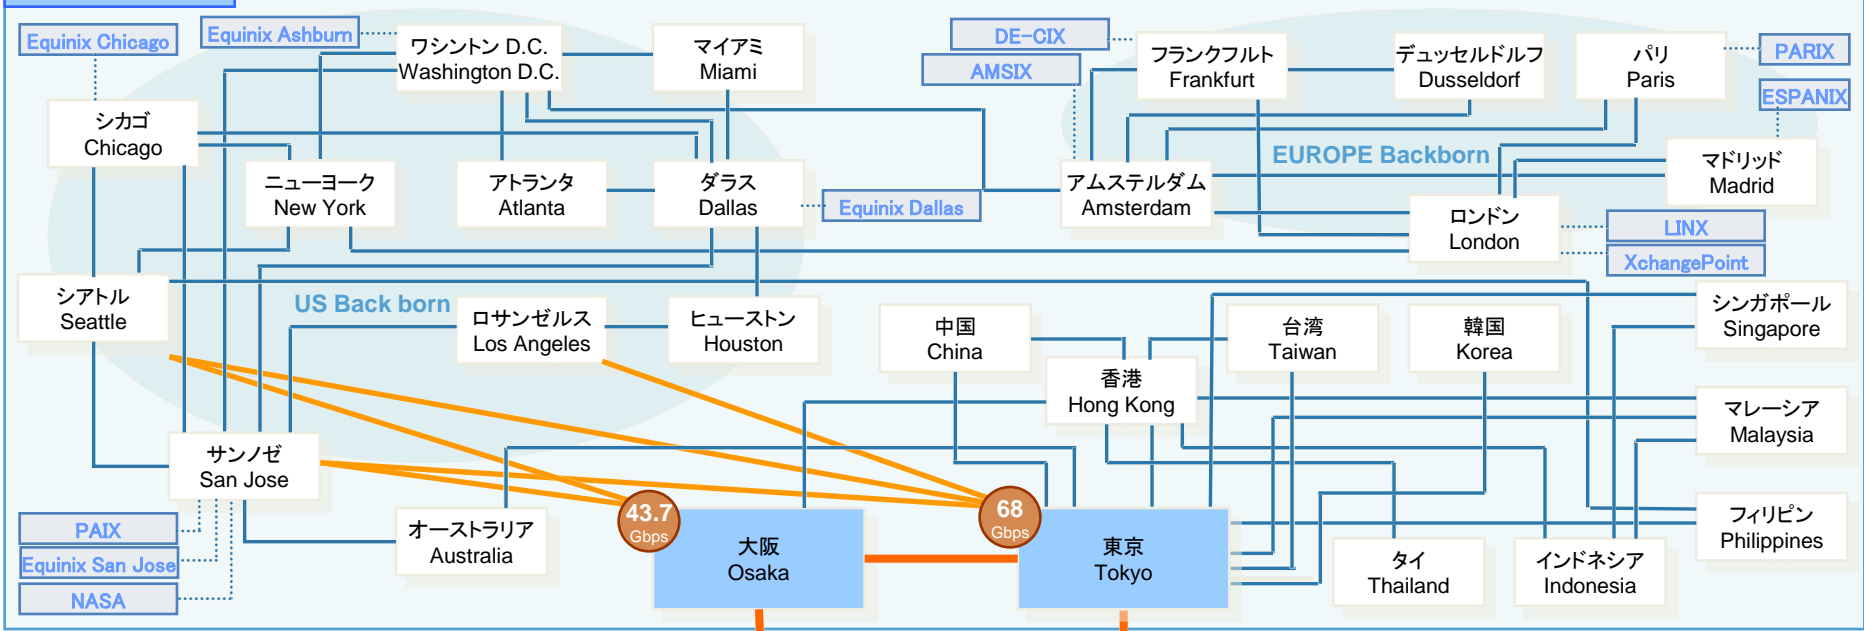 Equinix Chicago
Equinix Ashburn
ワシントン D.C.
Washington D.C.
マイアミ
Miami
DE-CIX
AMSIX
フランクフルト
Frankfurt
デュッセルドルフ
Dusseldorf
パリ
Paris
PARIX
ESPANIX
シカゴ
Chicago
ニューヨーク
New York
アトランタ
Atlanta
ダラス
Dallas
Equinix Dallas
アムステルダム
Amsterdam
EUROPE Backborn
マドリッド
Madrid
ロンドン
London
LINX
XchangePoint
シアトル
Seattle
US Back born
ロサンゼルス
Los Angeles
ヒューストン
Houston
中国
China
台湾
Taiwan
韓国
Korea
シンガポール
Singapore
香港
Hong Kong
マレーシア
Malaysia
サンノゼ
San Jose
PAIX
Equinix San Jose
NASA
オーストラリア
Australia
43.7
Gbps
大阪
Osaka
68
Gbps
東京
Tokyo
タイ
Thailand
インドネシア
Indonesia
フィリピン
Philippines